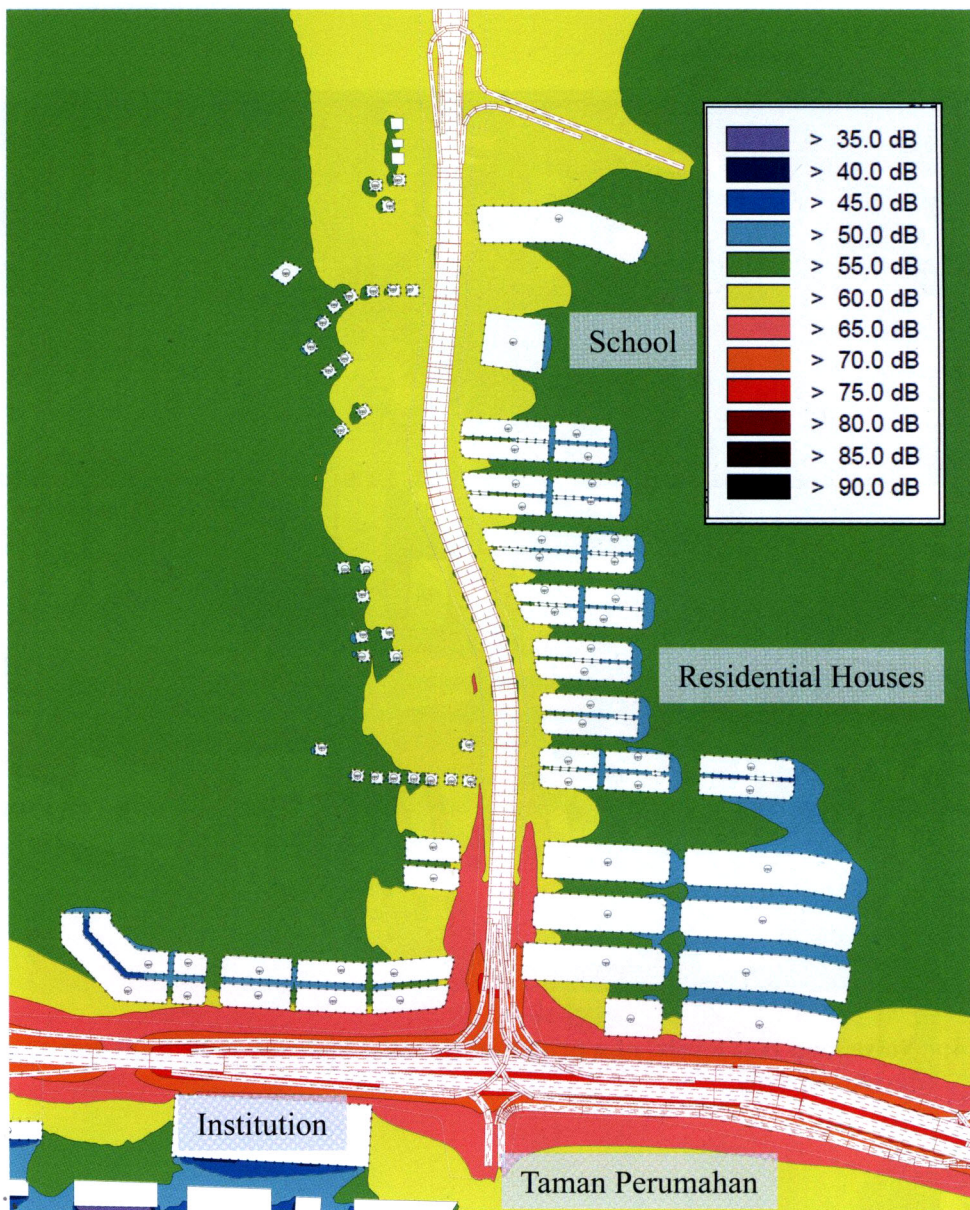 > 35.0 dB
> 40.0 dB
> 45.0 dB
> 50.0 dB
> 55.0 dB
> 60.0 dB
> 65.0 dB
> 70.0 dB
> 75.0 dB
> 80.0 dB
> 85.0 dB
> 90.0 dB
School
Residential Houses
Institution
Taman Perumahan